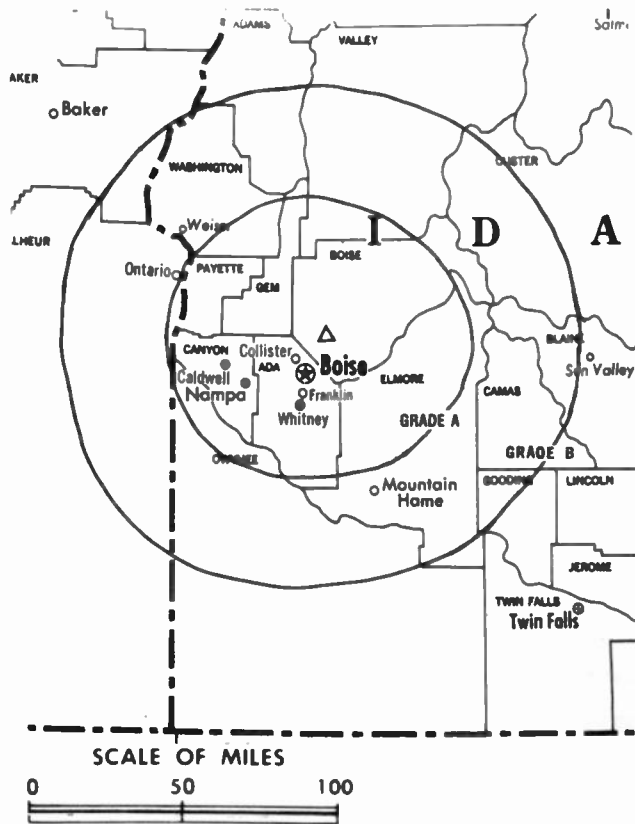 ADAMS
VALLEY
Salm
AKER
Baker
WASHINGTON
CUSTER
Weiser
LHEUR
I D A
PAYETTE
BOISE
Ontario
GEM
BLAINE
Collister
CANYON
ADA
Boise
Sun Valley
Caldwell
ELMORE
Franklin
CAMAS
Nampa
Whitney
GRADE A
GRADE B
OWYHEE
Mountain
Home
GOODING
LINCOLN
JEROME
TWIN FALLS
Twin Falls
SCALE OF MILES
0 50 100